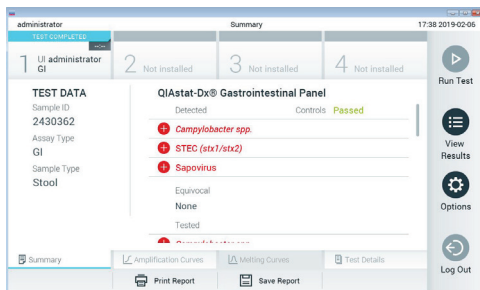 administrator Summary 17:38 2019-02-06
TEST COMPLETED
1 UI administrator GI
2 Not installed
3 Not installed
4 Not installed
Run Test
TEST DATA
Sample ID
2430362
Assay Type
GI
Sample Type
Stool
QIAstat-Dx® Gastrointestinal Panel
Detected Controls Passed
Campylobacter spp.
STEC (stx1/stx2)
Sapovirus
Equivocal
None
Tested
View Results
Options
Log Out
Summary Amplification Curves Melting Curves Test Details
Print Report Save Report